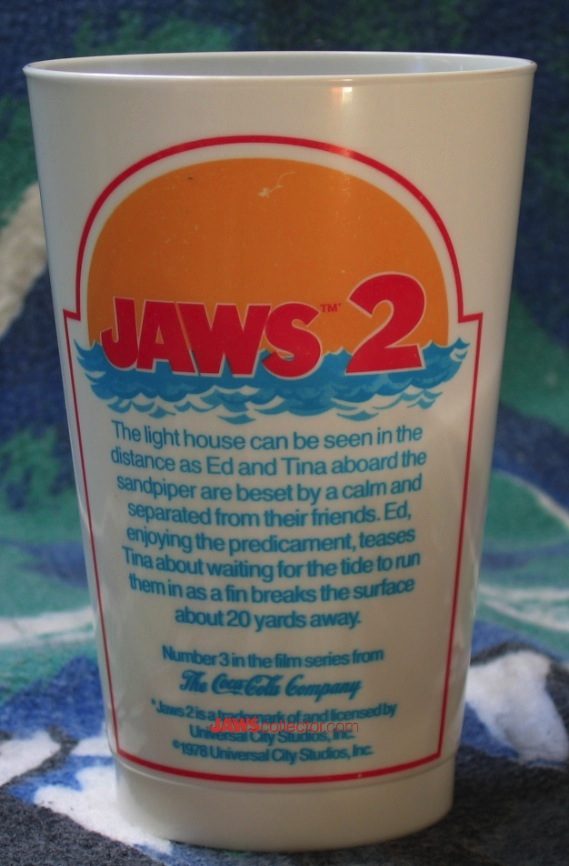 JAWS™ 2
The light house can be seen in the
distance as Ed and Tina aboard the
sandpiper are beset by a calm and
separated from their friends. Ed,
enjoying the predicament, teases
Tina about waiting for the tide to run
them in as a fin breaks the surface
about 20 yards away.
Number 3 in the film series from
The Coca-Cola Company
*Jaws 2 is a trademark of and licensed by
JAWScollector.com
Universal City Studios, Inc.
©1978 Universal City Studios, Inc.